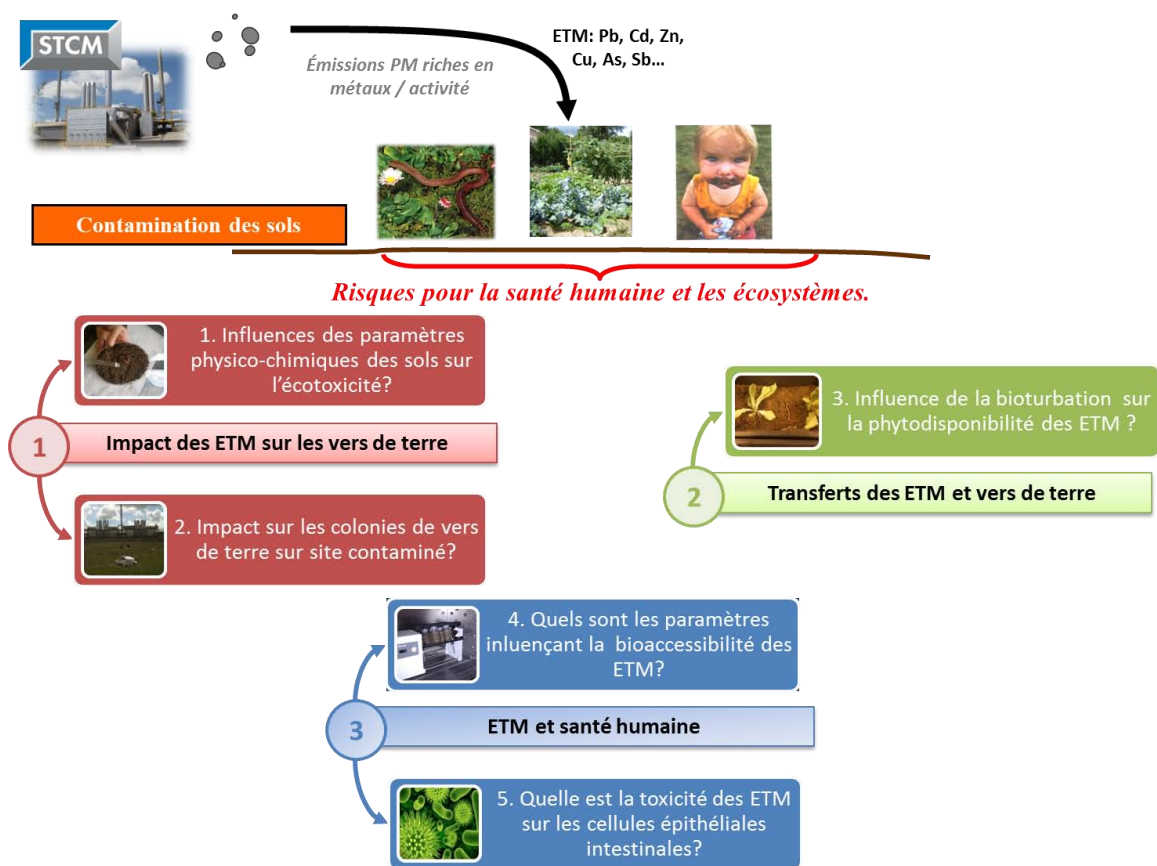 STCM
Émissions PM riches en
métaux / activité
ETM: Pb, Cd, Zn,
Cu, As, Sb...
Contamination des sols
Risques pour la santé humaine et les écosystèmes.
1. Influences des paramètres
physico-chimiques des sols sur
l'écotoxicité?
1
Impact des ETM sur les vers de terre
2. Impact sur les colonies de vers
de terre sur site contaminé?
3. Influence de la bioturbation sur
la phytodisponibilité des ETM ?
2
Transferts des ETM et vers de terre
4. Quels sont les paramètres
inluençant la bioaccessibilité des
ETM?
3
ETM et santé humaine
5. Quelle est la toxicité des ETM
sur les cellules épithéliales
intestinales?